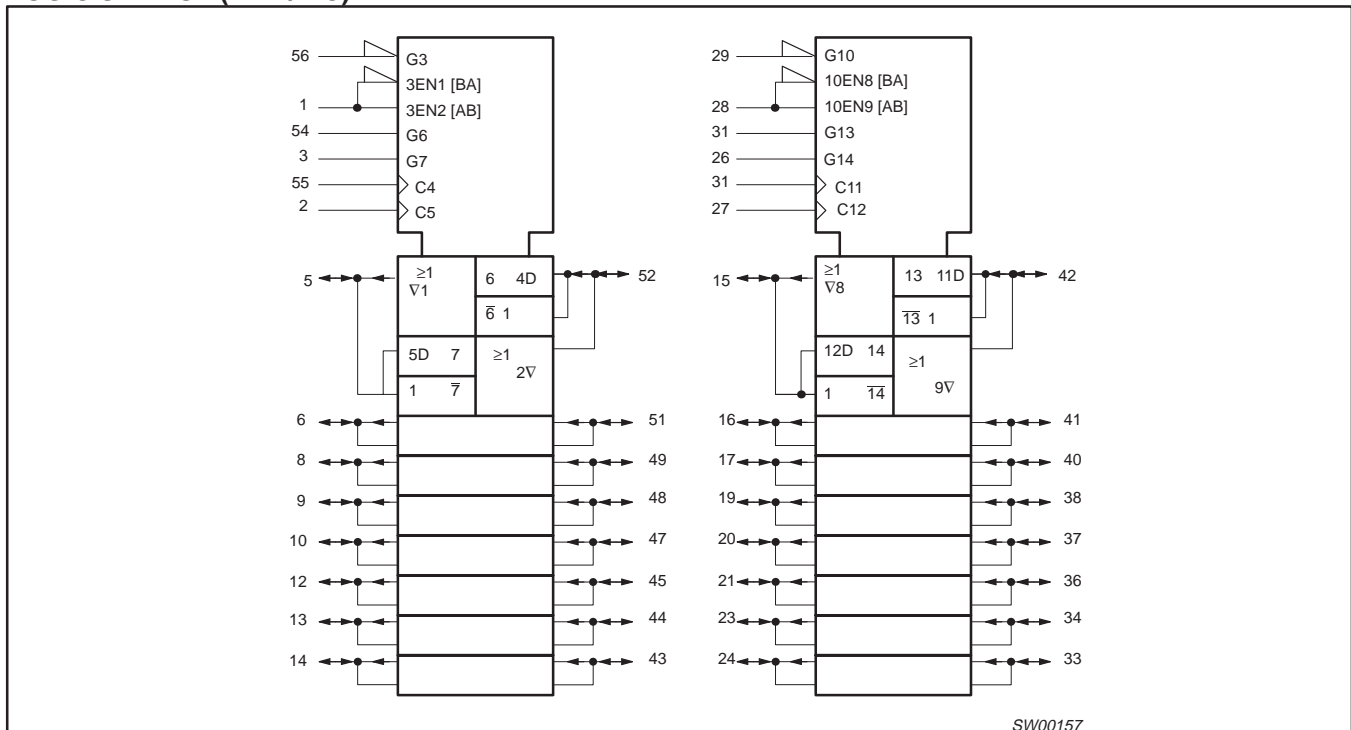 56 G3
3EN1 [BA]
1 3EN2 [AB]
54 G6
3 G7
55 C4
2 C5
5 ≥1 ∇1 6 4D 52
6̅ 1
5D 7 ≥1 2∇
1 7̅
6 51
8 49
9 48
10 47
12 45
13 44
14 43
29 G10
10EN8 [BA]
28 10EN9 [AB]
31 G13
26 G14
31 C11
27 C12
15 ≥1 ∇8 13 11D 42
1̅3̅ 1
12D 14 ≥1 9∇
1 1̅4̅
16 41
17 40
19 38
20 37
21 36
23 34
24 33
SW00157